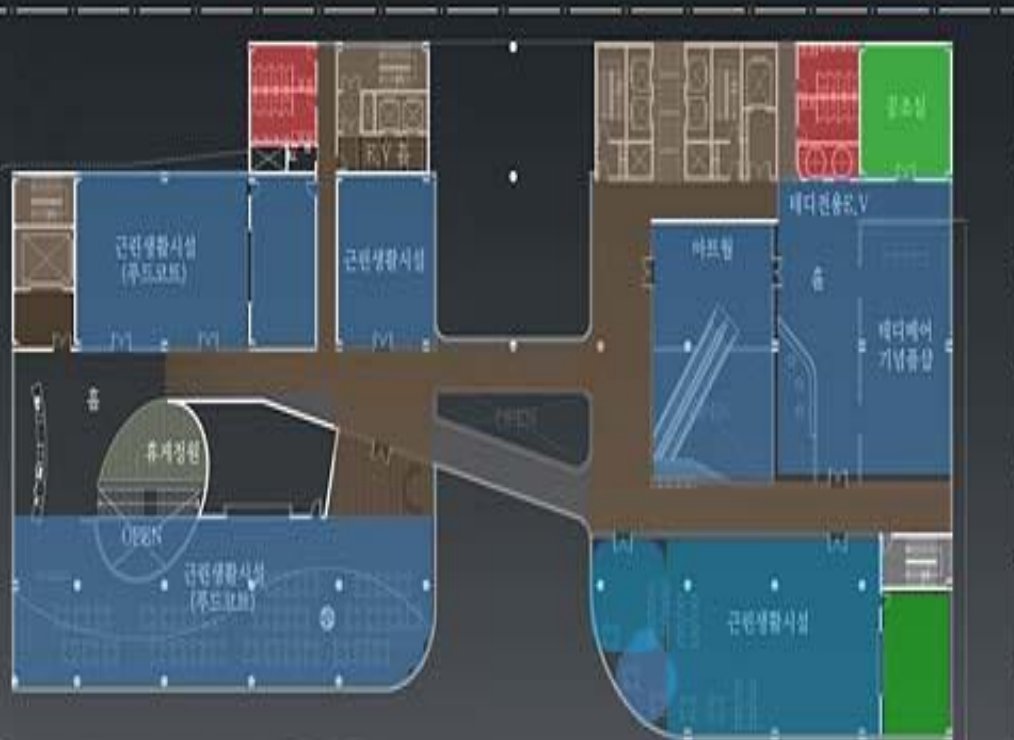 공조실
E.V 홀
테디전용E.V
근린생활시설
(푸드코트)
근린생활시설
아트월
홀
테디베어
기념품샵
홀
휴게정원
OPEN
OPEN
근린생활시설
(푸드코트)
근린생활시설